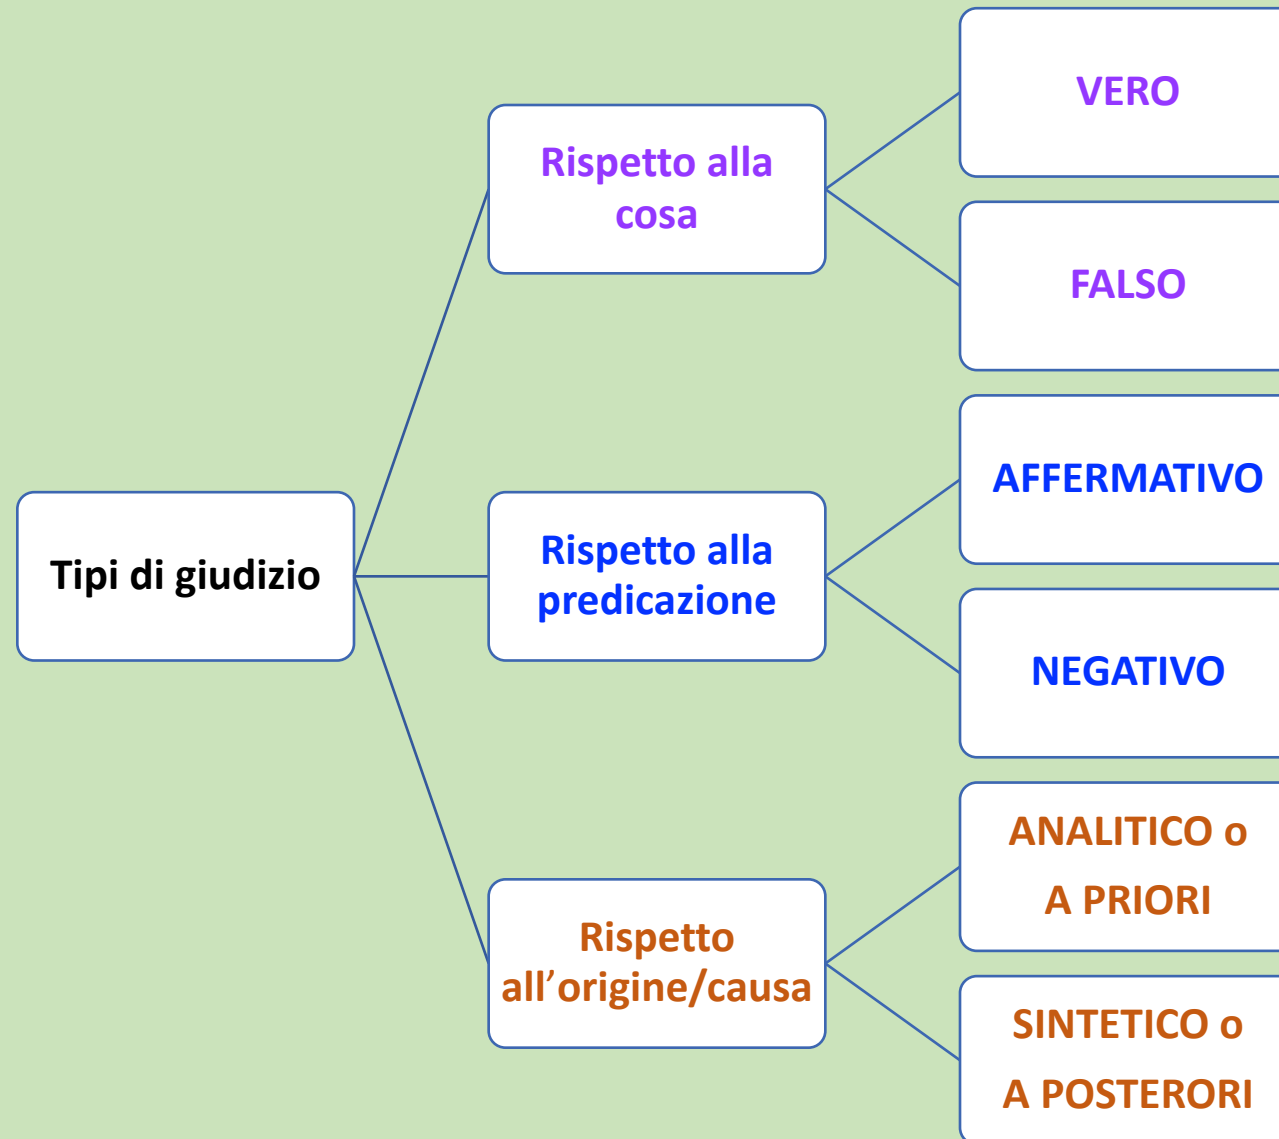 Tipi di giudizio
Rispetto alla
cosa
VERO
FALSO
Rispetto alla
predicazione
AFFERMATIVO
NEGATIVO
Rispetto
all’origine/causa
ANALITICO o
A PRIORI
SINTETICO o
A POSTERORI